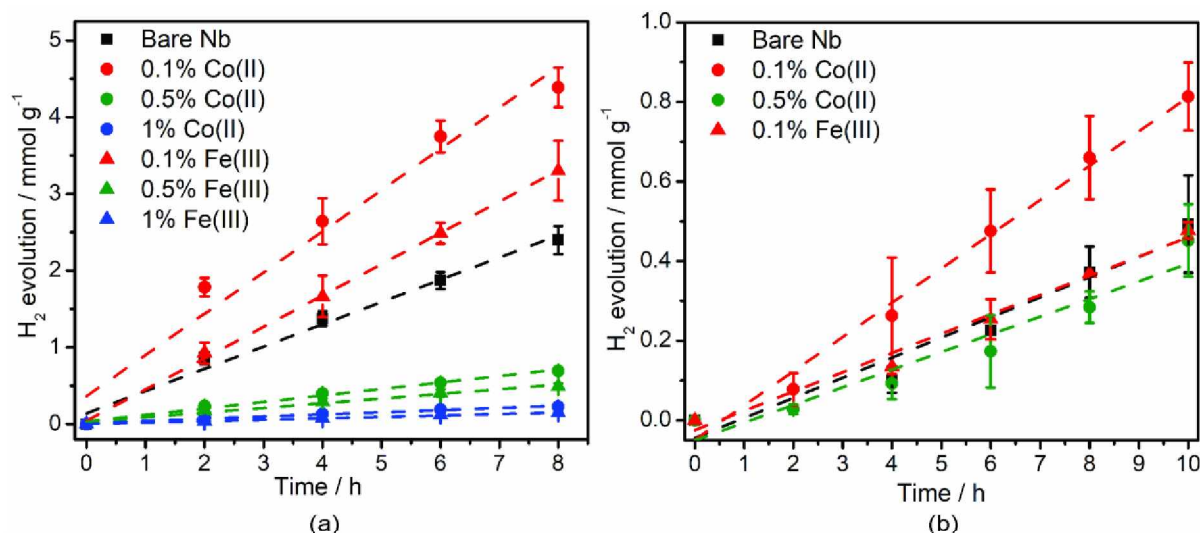 5
4
3
2
1
0
H₂ evolution / mmol g⁻¹
Bare Nb
0.1% Co(II)
0.5% Co(II)
1% Co(II)
0.1% Fe(III)
0.5% Fe(III)
1% Fe(III)
0 1 2 3 4 5 6 7 8
Time / h
(a)
1.0
0.8
0.6
0.4
0.2
0.0
H₂ evolution / mmol g⁻¹
Bare Nb
0.1% Co(II)
0.5% Co(II)
0.1% Fe(III)
0 1 2 3 4 5 6 7 8 9 10
Time / h
(b)